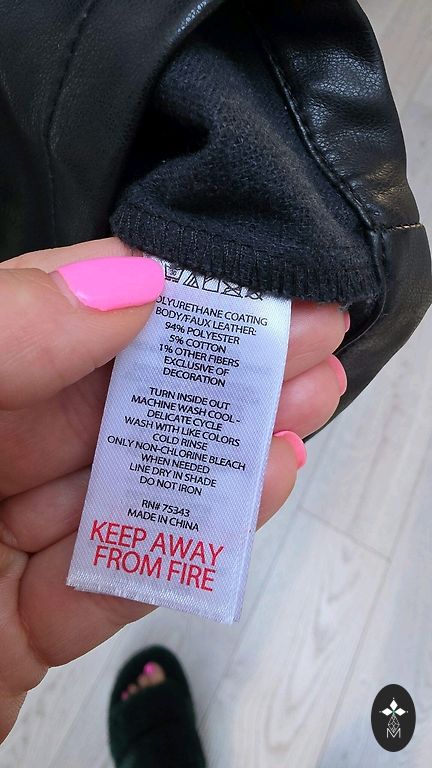 OLYURETHANE COATING
BODY/FAUX LEATHER:
94% POLYESTER
5% COTTON
1% OTHER FIBERS
EXCLUSIVE OF
DECORATION
TURN INSIDE OUT
MACHINE WASH COOL -
DELICATE CYCLE
WASH WITH LIKE COLORS
COLD RINSE
ONLY NON-CHLORINE BLEACH
WHEN NEEDED
LINE DRY IN SHADE
DO NOT IRON
RN# 75343
MADE IN CHINA
KEEP AWAY
FROM FIRE